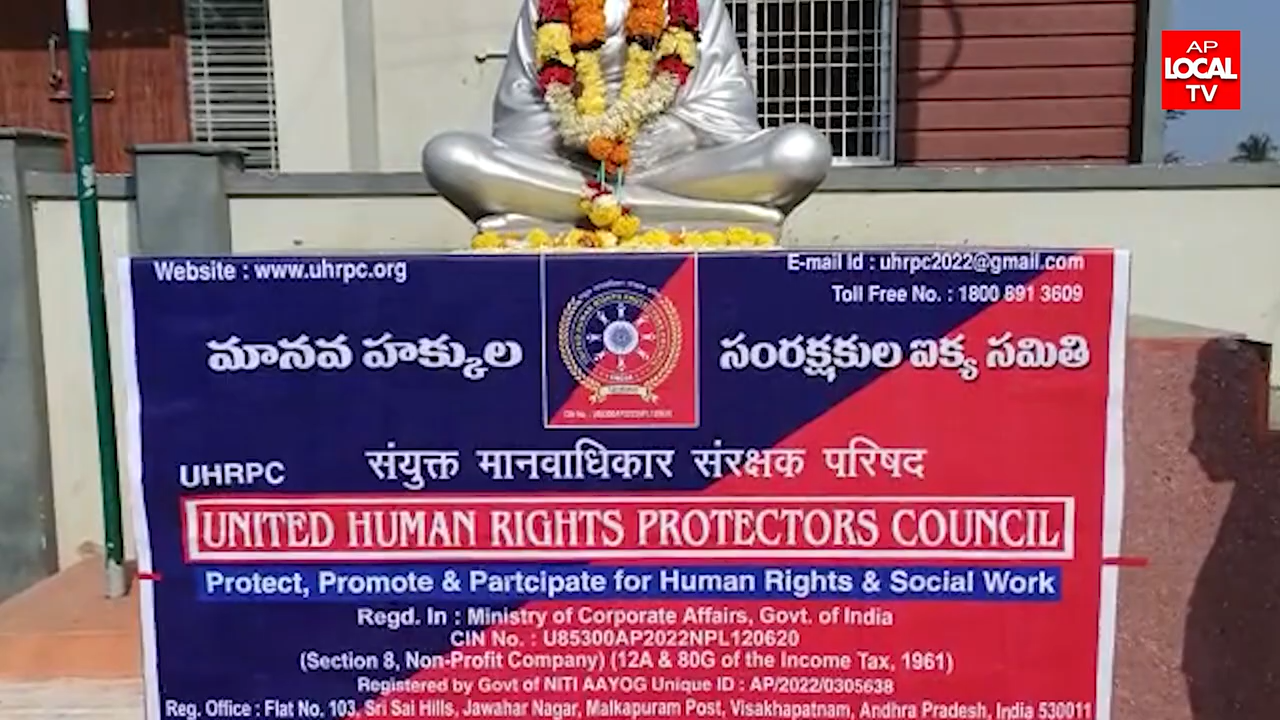 AP
LOCAL
TV
Website : www.uhrpc.org
E-mail Id : uhrpc2022@gmail.com
Toll Free No. : 1800 891 3609
మానవ హక్కుల సంరక్షకుల ఐక్య సమితి
UHRPC
संयुक्त मानवाधिकार संरक्षक परिषद
UNITED HUMAN RIGHTS PROTECTORS COUNCIL
Protect, Promote & Partcipate for Human Rights & Social Work
Regd. In : Ministry of Corporate Affairs, Govt. of India
CIN No. : U85300AP2022NPL120620
(Section 8, Non-Profit Company) (12A & 80G of the Income Tax, 1961)
Registered by Govt of NITI AAYOG Unique ID : AP/2022/0305638
Reg. Office : Flat No. 103, Sri Sai Hills, Jawahar Nagar, Malkapuram Post, Visakhapatnam, Andhra Pradesh, India 530011